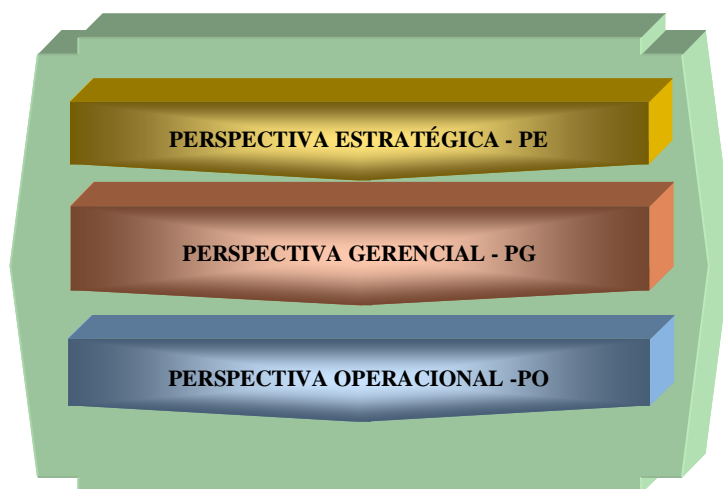 PERSPECTIVA ESTRATÉGICA - PE
PERSPECTIVA GERENCIAL - PG
PERSPECTIVA OPERACIONAL -PO